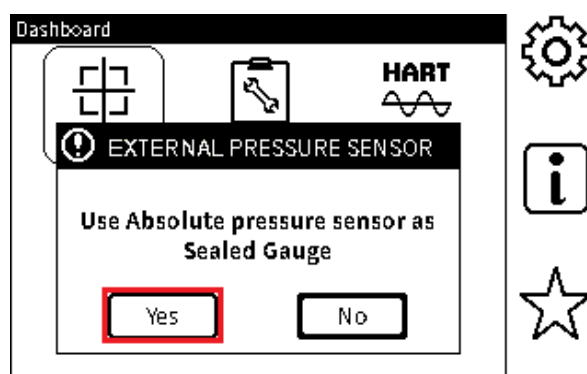 Dashboard
HART
EXTERNAL PRESSURE SENSOR
Use Absolute pressure sensor as
Sealed Gauge
Yes
No